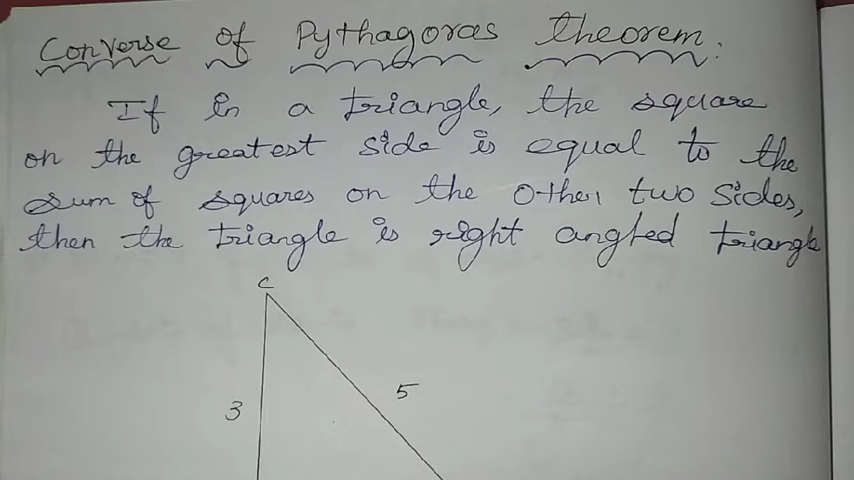 Converse of Pythagoras theorem.
If in a triangle, the square
on the greatest side is equal to the
sum of squares on the other two sides,
then the triangle is right angled triangle
C
3
5